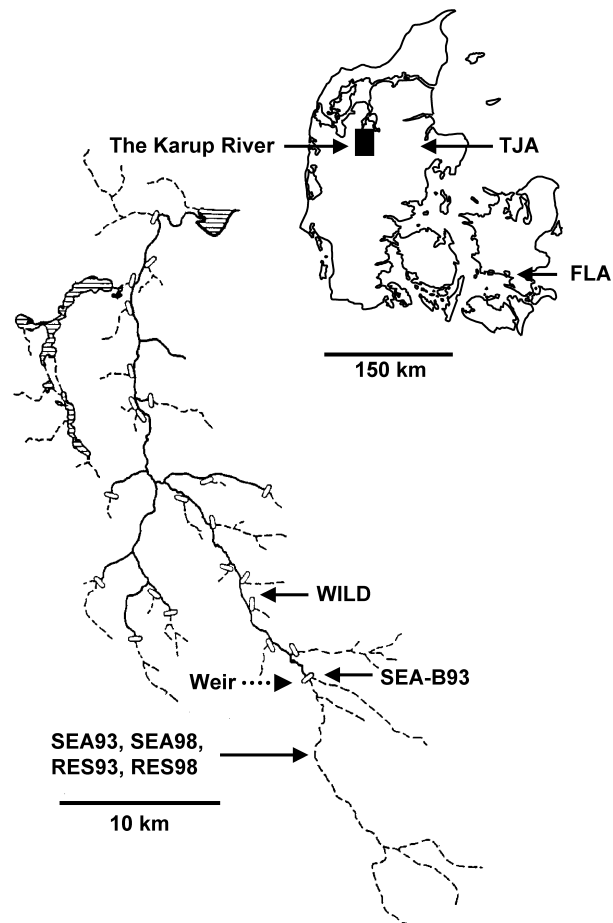 The Karup River
TJA
FLA
150 km
WILD
SEA-B93
Weir
SEA93, SEA98,
RES93, RES98
10 km